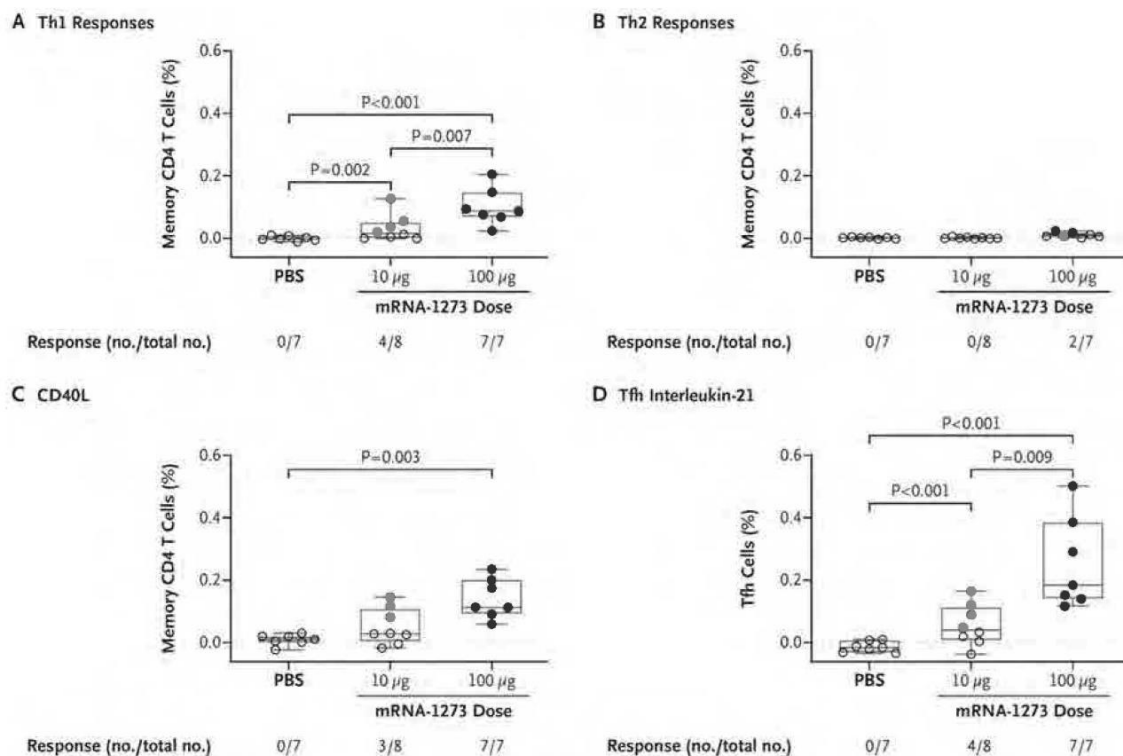 A Th1 Responses
Memory CD4 T Cells (%)
0.6
0.4
0.2
0.0
P<0.001
P=0.007
P=0.002
PBS
10 µg
100 µg
mRNA-1273 Dose
Response (no./total no.)
0/7
4/8
7/7
B Th2 Responses
Memory CD4 T Cells (%)
0.6
0.4
0.2
0.0
PBS
10 µg
100 µg
mRNA-1273 Dose
Response (no./total no.)
0/7
0/8
2/7
C CD40L
Memory CD4 T Cells (%)
0.6
0.4
0.2
0.0
P=0.003
PBS
10 µg
100 µg
mRNA-1273 Dose
Response (no./total no.)
0/7
3/8
7/7
D Tfh Interleukin-21
Tfh Cells (%)
0.6
0.4
0.2
0.0
P<0.001
P=0.009
P<0.001
PBS
10 µg
100 µg
mRNA-1273 Dose
Response (no./total no.)
0/7
4/8
7/7